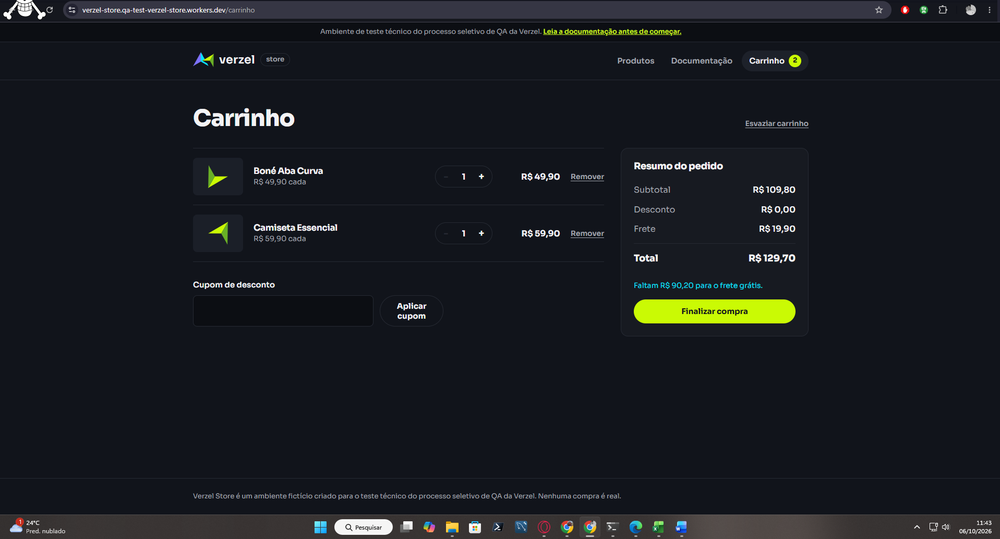 verzel-store.qa-test-verzel-store.workers.dev/carrinho
Ambiente de teste técnico do processo seletivo de QA da Verzel. Leia a documentação antes de começar.
verzel store
Produtos Documentação Carrinho 2
Carrinho
Esvaziar carrinho
Boné Aba Curva
R$ 49,90 cada
- 1 + R$ 49,90 Remover
Camiseta Essencial
R$ 59,90 cada
- 1 + R$ 59,90 Remover
Cupom de desconto
Aplicar
cupom
Resumo do pedido
Subtotal R$ 109,80
Desconto R$ 0,00
Frete R$ 19,90
Total R$ 129,70
Faltam R$ 90,20 para o frete grátis.
Finalizar compra
Verzel Store é um ambiente fictício criado para o teste técnico do processo seletivo de QA da Verzel. Nenhuma compra é real.
1
24°C
Pred. nublado
Pesquisar
11:43
06/10/2026